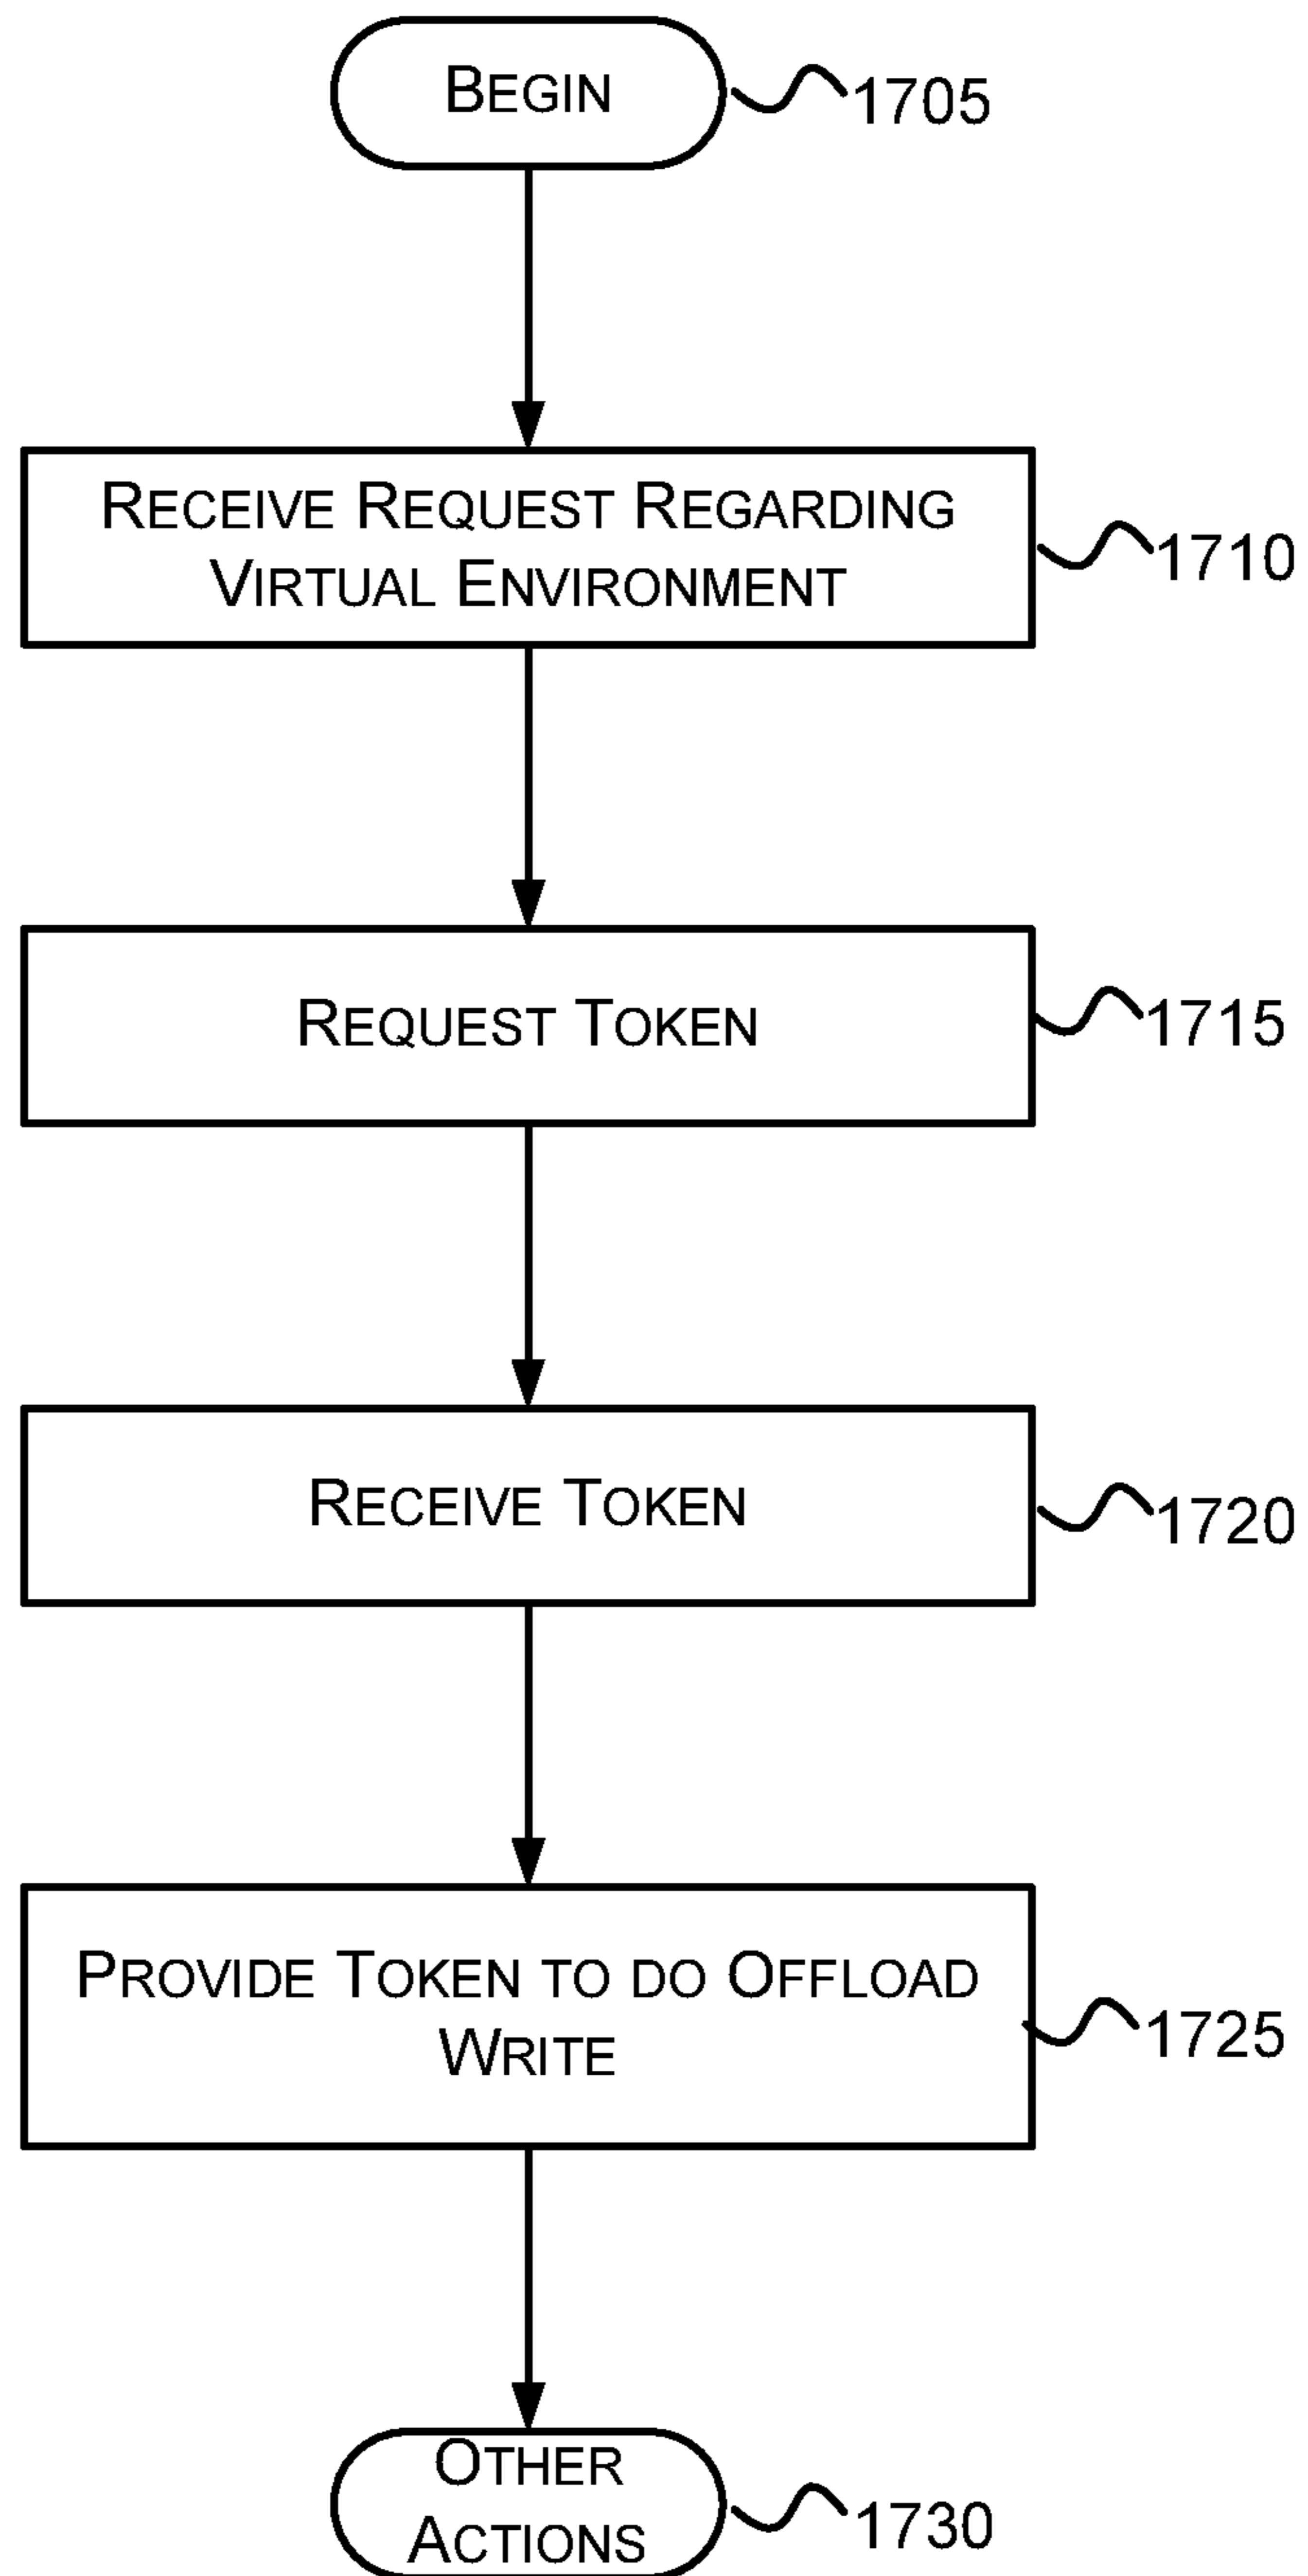 BEGIN
1705
RECEIVE REQUEST REGARDING
VIRTUAL ENVIRONMENT
1710
REQUEST TOKEN
1715
RECEIVE TOKEN
1720
PROVIDE TOKEN TO DO OFFLOAD
WRITE
1725
OTHER
ACTIONS
1730